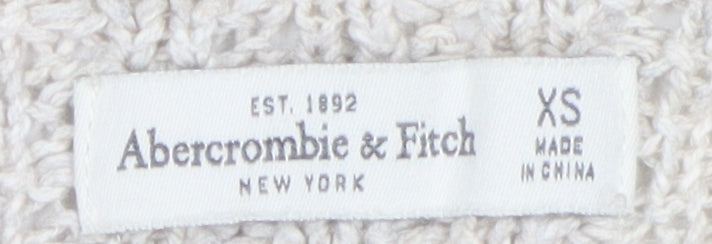 EST. 1892
Abercrombie & Fitch
NEW YORK
XS
MADE
IN CHINA